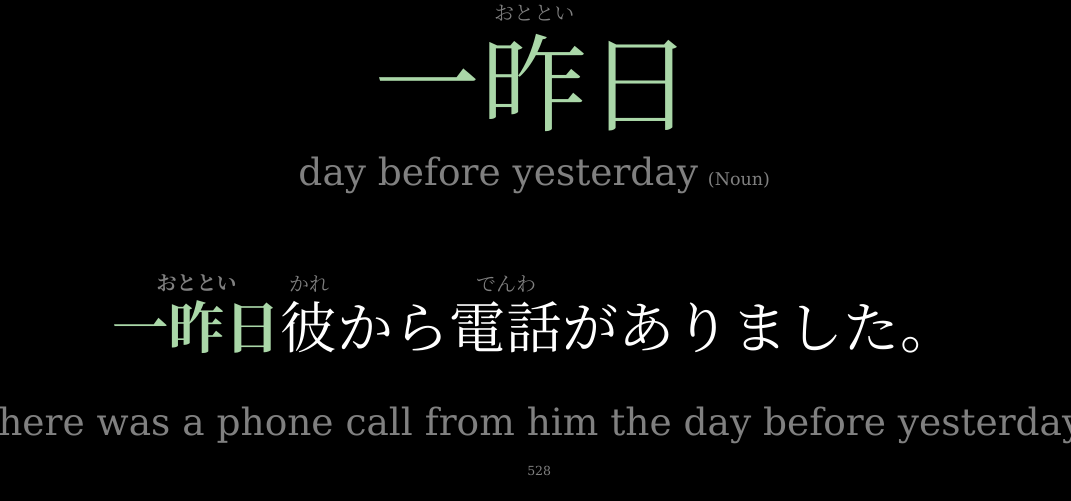 おととい
一昨日
day before yesterday (Noun)
おととい かれ でんわ
一昨日彼から電話がありました。
here was a phone call from him the day before yesterday
528